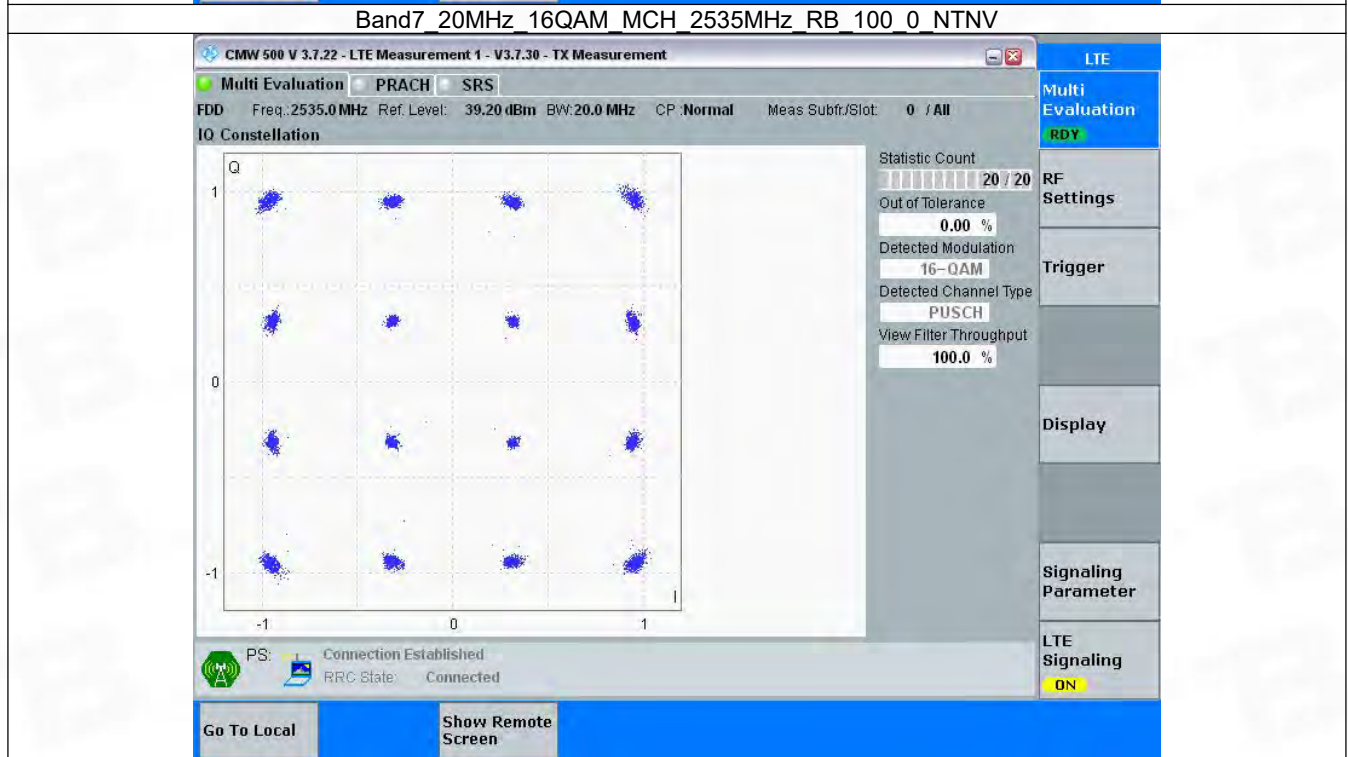 Band7_20MHz_16QAM_MCH_2535MHz_RB_100_0_NTNV
CMW 500 V 3.7.22 - LTE Measurement 1 - V3.7.30 - TX Measurement
LTE
Multi Evaluation PRACH SRS
FDD Freq.:2535.0 MHz Ref. Level: 39.20 dBm BW:20.0 MHz CP :Normal Meas Subfr./Slot: 0 / All
IQ Constellation
Q
1
0
-1
I
-1 0 1
Statistic Count
20 / 20
Out of Tolerance
0.00 %
Detected Modulation
16-QAM
Detected Channel Type
PUSCH
View Filter Throughput
100.0 %
Multi
Evaluation
RDY
RF
Settings
Trigger
Display
Signaling
Parameter
LTE
Signaling
ON
PS: Connection Established
RRC State: Connected
Go To Local
Show Remote
Screen